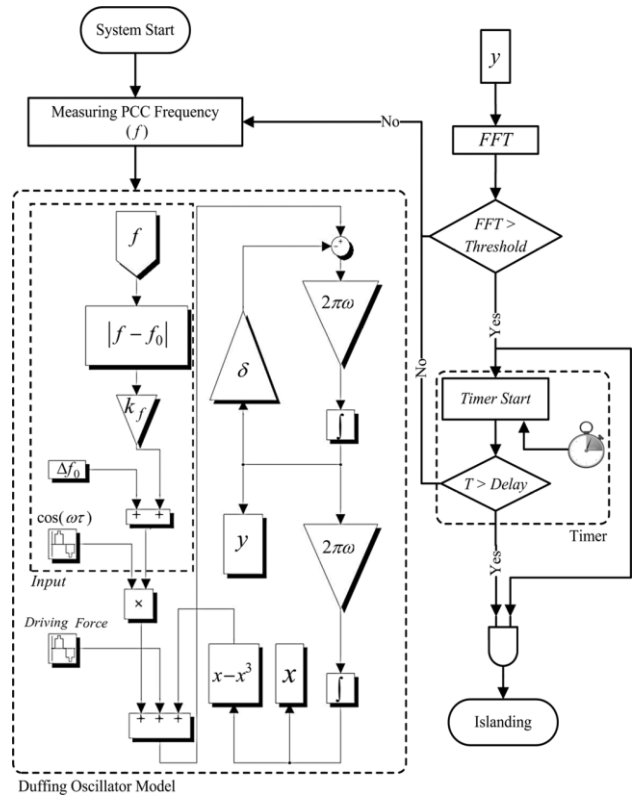 System Start
Measuring PCC Frequency
(f)
f
|f − f₀|
k_f
Δf₀
+ +
cos(ωτ)
Input
×
Driving Force
+ + +
- +
2πω
δ
∫
y
2πω
x−x³
x
∫
Duffing Oscillator Model
y
FFT
FFT >
Threshold
No
Yes
No
Timer Start
T > Delay
Timer
Yes
Islanding